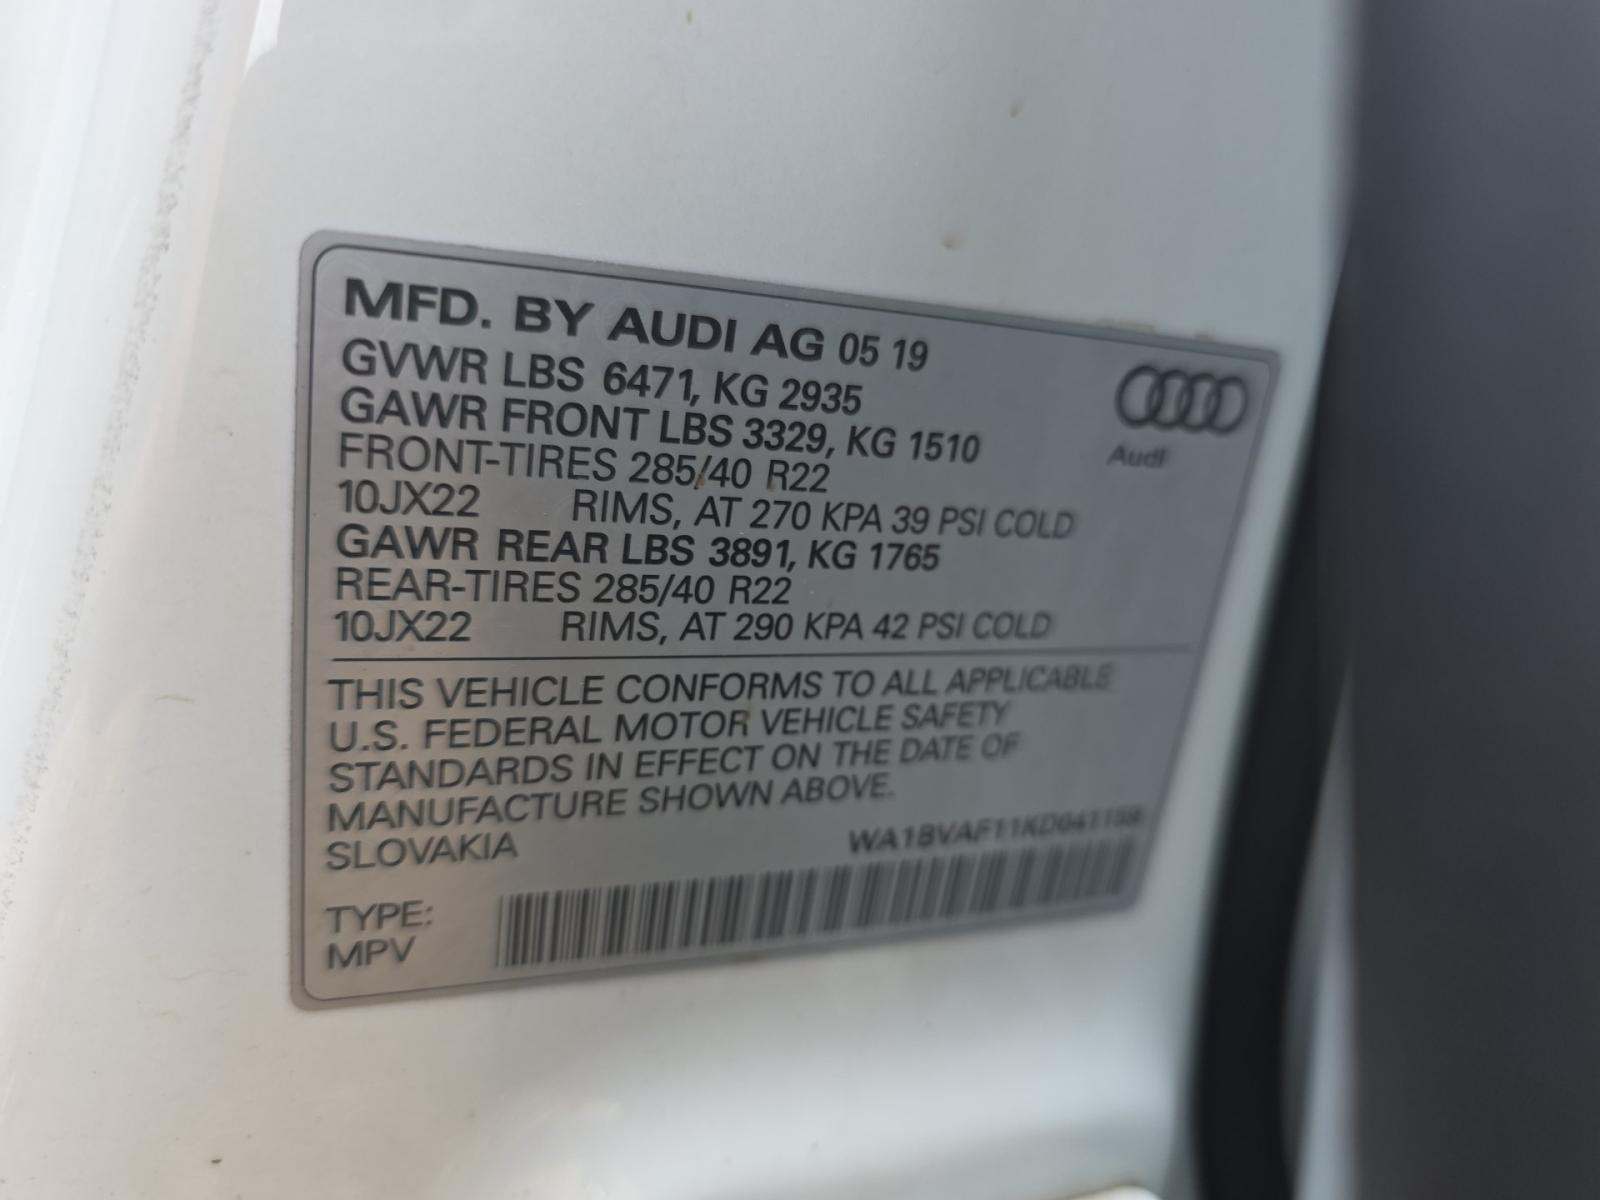 MFD. BY AUDI AG 05 19
GVWR LBS 6471, KG 2935
GAWR FRONT LBS 3329, KG 1510
FRONT-TIRES 285/40 R22
10JX22 RIMS, AT 270 KPA 39 PSI COLD
GAWR REAR LBS 3891, KG 1765
REAR-TIRES 285/40 R22
10JX22 RIMS, AT 290 KPA 42 PSI COLD
Audi
THIS VEHICLE CONFORMS TO ALL APPLICABLE
U.S. FEDERAL MOTOR VEHICLE SAFETY
STANDARDS IN EFFECT ON THE DATE OF
MANUFACTURE SHOWN ABOVE.
SLOVAKIA
TYPE:
MPV